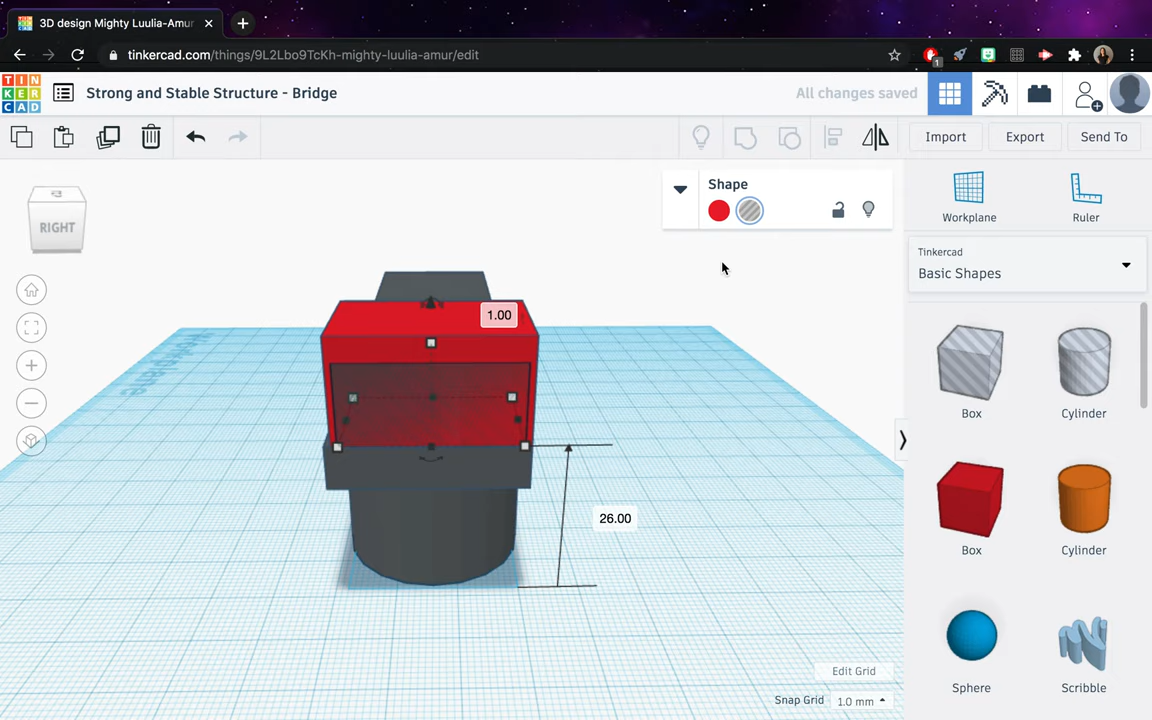 3D design Mighty Luulia-Amur
tinkercad.com/things/9L2Lbo9TcKh-mighty-luulia-amur/edit
1
TIN
KER
CAD
Strong and Stable Structure - Bridge
All changes saved
Import
Export
Send To
Shape
Workplane
Ruler
RIGHT
Tinkercad
Basic Shapes
1.00
Workplane
26.00
Box
Cylinder
Box
Cylinder
Sphere
Scribble
Edit Grid
Snap Grid
1.0 mm